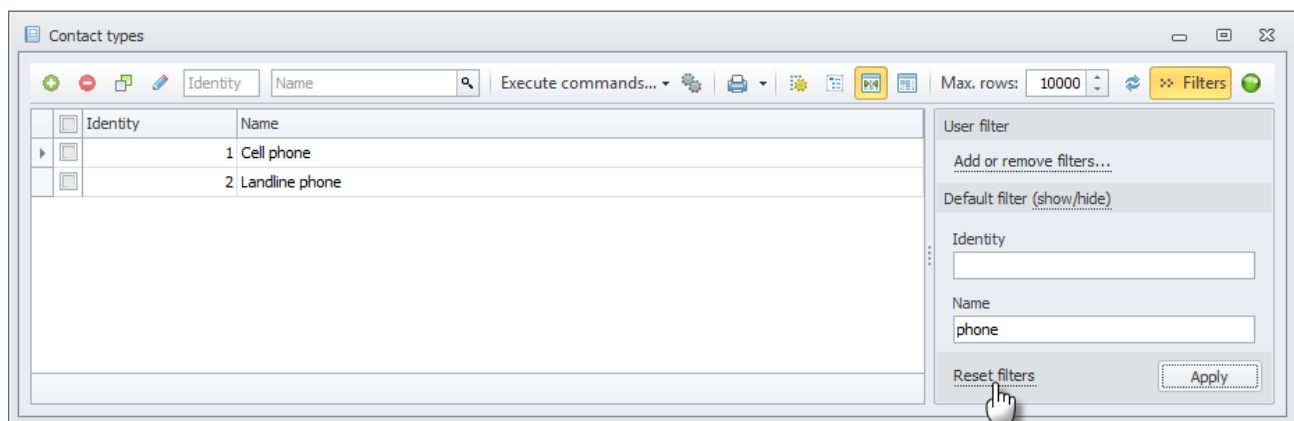 Contact types
Identity Name Execute commands... Max. rows: 10000 Filters
Identity Name
1 Cell phone
2 Landline phone
User filter
Add or remove filters...
Default filter (show/hide)
Identity
Name
phone
Reset filters Apply